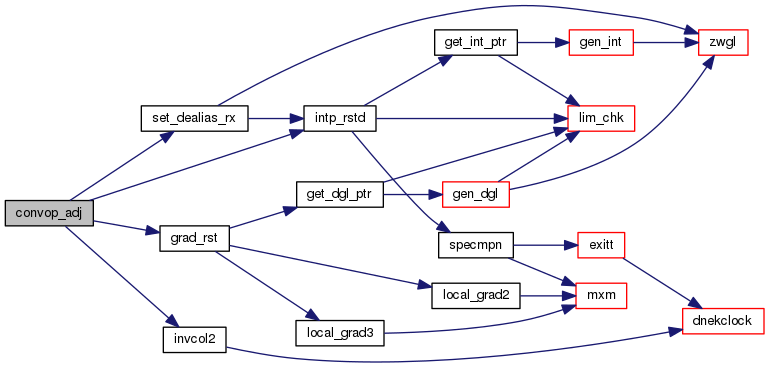 get_int_ptr
gen_int
zwgl
set_dealias_rx
intp_rstd
lim_chk
get_dgl_ptr
gen_dgl
convop_adj
grad_rst
specmpn
exitt
local_grad2
mxm
local_grad3
dnekclock
invcol2